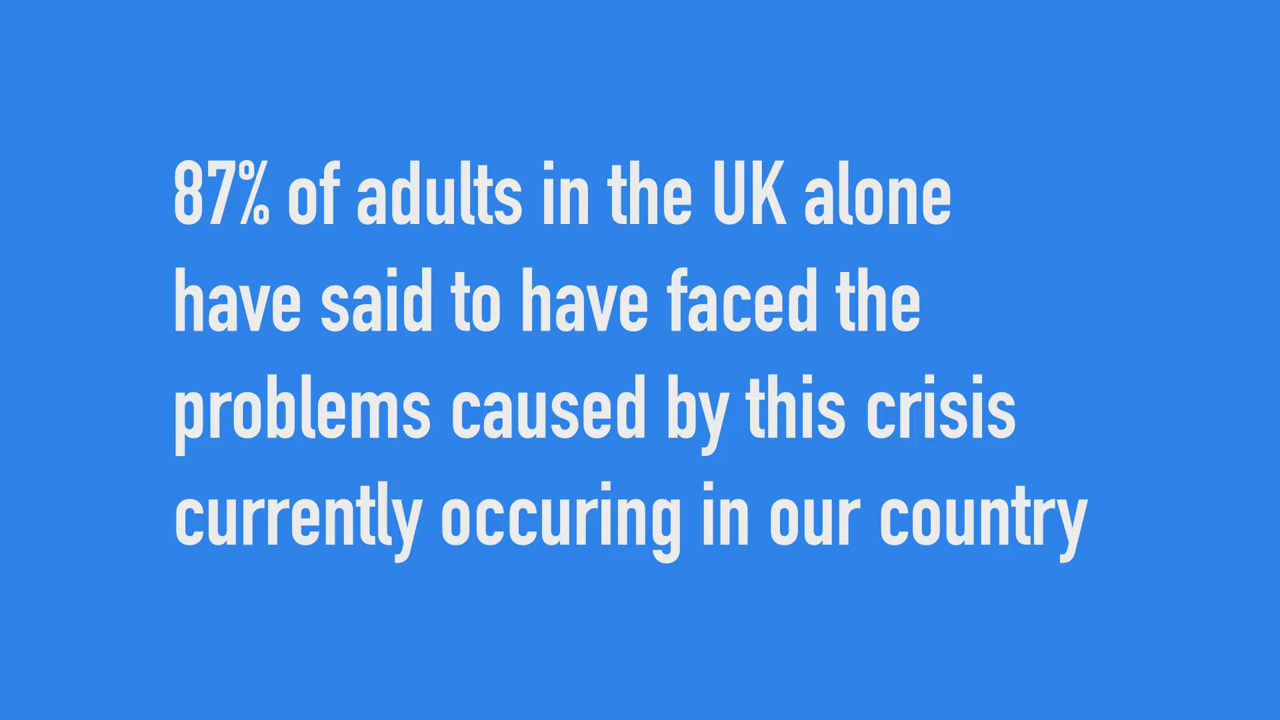 87% of adults in the UK alone
have said to have faced the
problems caused by this crisis
currently occuring in our country